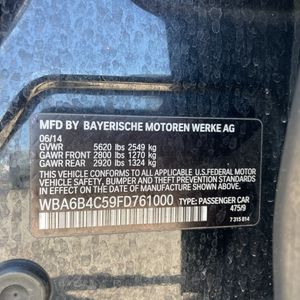 MFD BY BAYERISCHE MOTOREN WERKE AG
06/14
GVWR 5620 lbs 2549 kg
GAWR FRONT 2800 lbs 1270 kg
GAWR REAR 2920 lbs 1324 kg
THIS VEHICLE CONFORMS TO ALL APPLICABLE
FEDERAL MOTOR VEHICLE SAFETY, BUMPER, AND
THEFT PREVENTION STANDARDS IN EFFECT ON THE
DATE OF MANUFACTURE SHOWN ABOVE.
WBA6B4C59FD761000 TYPE: PASSENGER CAR
475/9
7 315 814